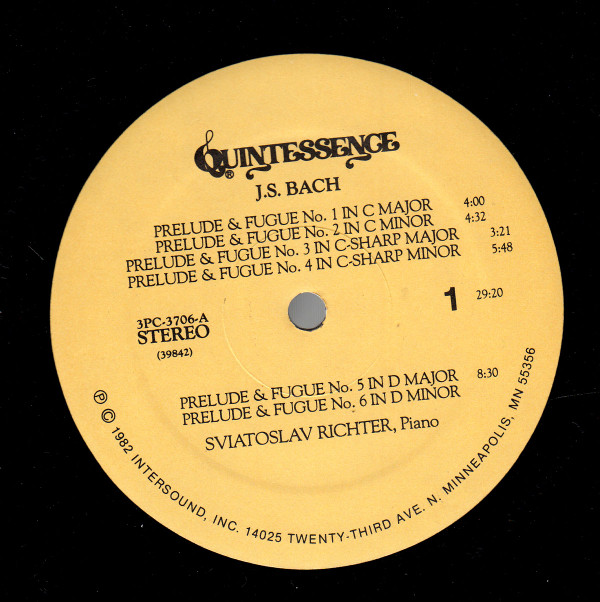 QUINTESSENCE®
J.S. BACH
PRELUDE & FUGUE No. 1 IN C MAJOR 4:00
PRELUDE & FUGUE No. 2 IN C MINOR 4:32
PRELUDE & FUGUE No. 3 IN C-SHARP MAJOR 3:21
PRELUDE & FUGUE No. 4 IN C-SHARP MINOR 5:48
1 29:20
3PC-3706-A
STEREO
(39842)
PRELUDE & FUGUE No. 5 IN D MAJOR 8:30
PRELUDE & FUGUE No. 6 IN D MINOR
SVIATOSLAV RICHTER, Piano
℗ © 1982 INTERSOUND, INC. 14025 TWENTY-THIRD AVE. N. MINNEAPOLIS, MN 55356